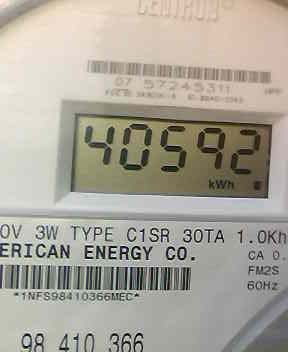 CENTRON®
07 57245311
40592
kWh
0V 3W TYPE C1SR 30TA 1.0Kh
ERICAN ENERGY CO.
CA 0.
FM2S
60Hz
*1NFS98410366MEC*
98 410 366